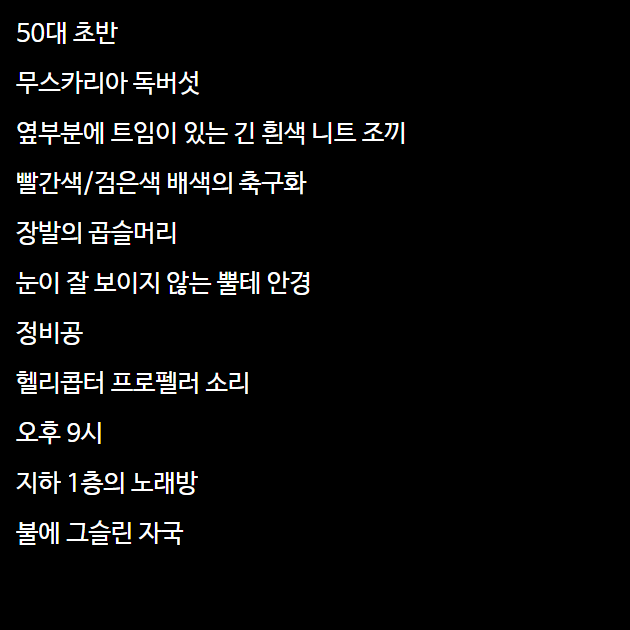 50대 초반
무스카리아 독버섯
옆부분에 트임이 있는 긴 흰색 니트 조끼
빨간색/검은색 배색의 축구화
장발의 곱슬머리
눈이 잘 보이지 않는 뿔테 안경
정비공
헬리콥터 프로펠러 소리
오후 9시
지하 1층의 노래방
불에 그슬린 자국